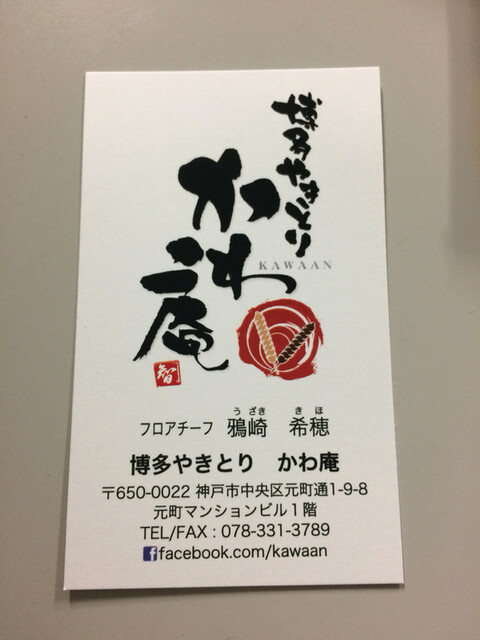 博多やきとり
かわ庵
KAWAAN
智
うざき きほ
フロアチーフ 鴉崎 希穂
博多やきとり かわ庵
〒650-0022 神戸市中央区元町通1-9-8
元町マンションビル1階
TEL/FAX : 078-331-3789
facebook.com/kawaan